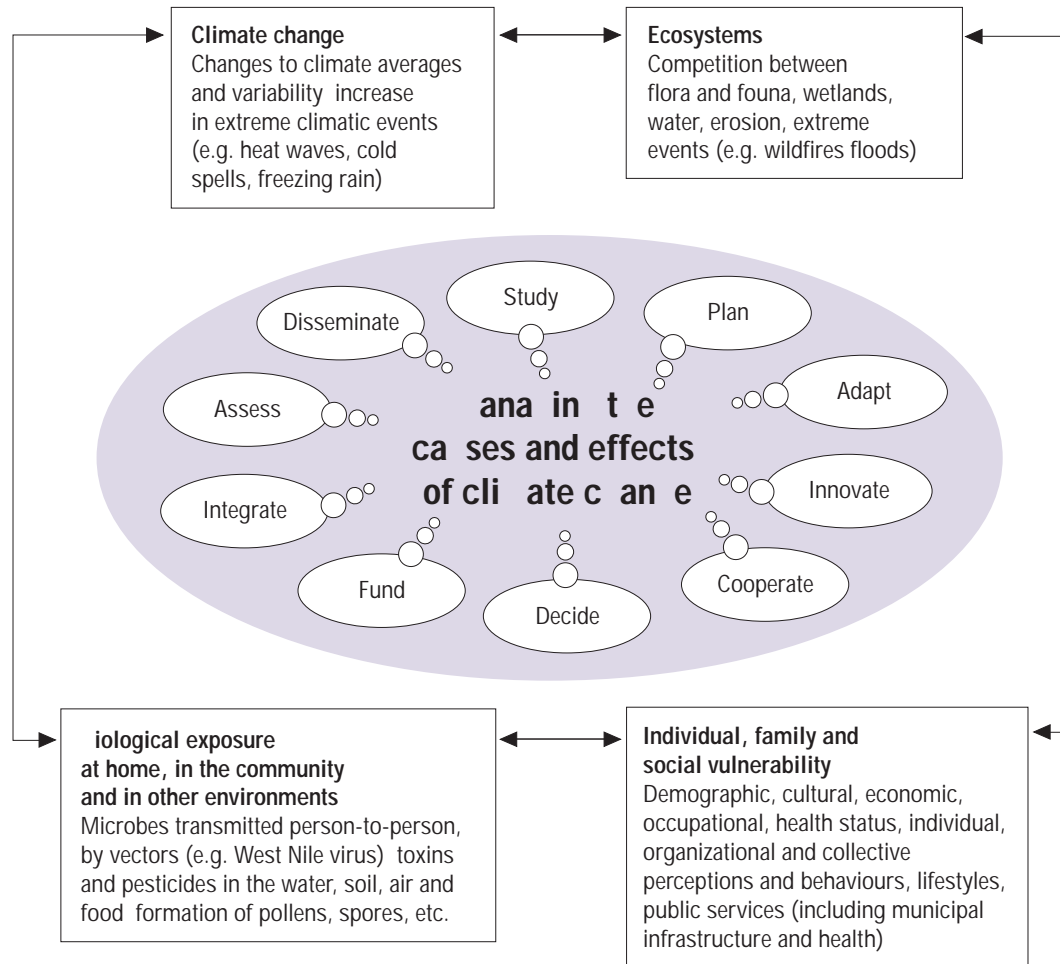 Climate change
Changes to climate averages
and variability increase
in extreme climatic events
(e.g. heat waves, cold
spells, freezing rain)
Ecosystems
Competition between
flora and founa, wetlands,
water, erosion, extreme
events (e.g. wildfires floods)
Study
Disseminate
Plan
Assess
Adapt
ana in t e
ca ses and effects
of cli ate c an e
Integrate
Innovate
Fund
Cooperate
Decide
iological exposure
at home, in the community
and in other environments
Microbes transmitted person-to-person,
by vectors (e.g. West Nile virus) toxins
and pesticides in the water, soil, air and
food formation of pollens, spores, etc.
Individual, family and
social vulnerability
Demographic, cultural, economic,
occupational, health status, individual,
organizational and collective
perceptions and behaviours, lifestyles,
public services (including municipal
infrastructure and health)